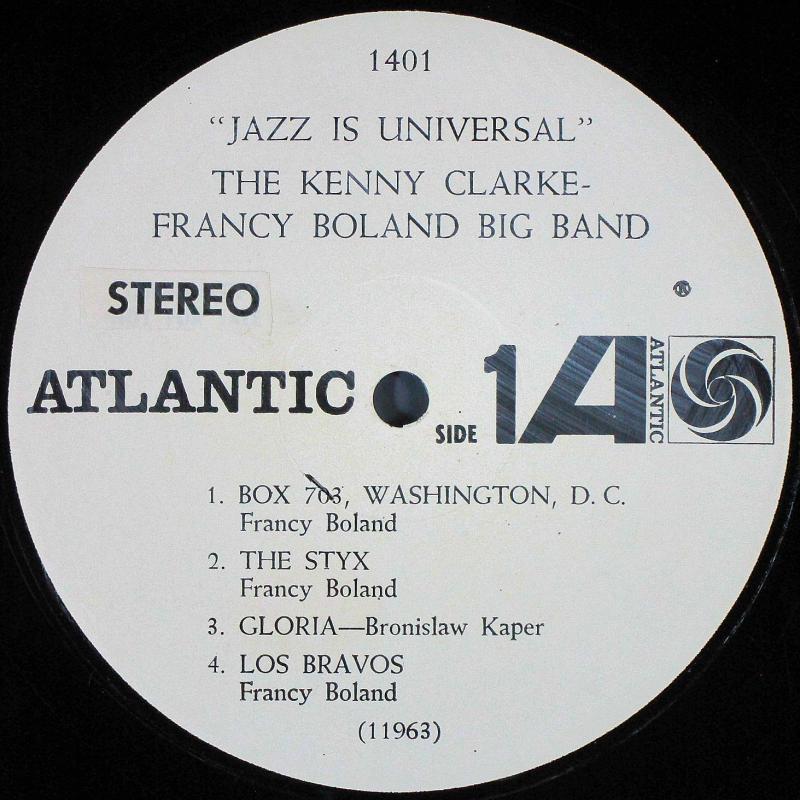 1401
“JAZZ IS UNIVERSAL”
THE KENNY CLARKE-
FRANCY BOLAND BIG BAND
STEREO
®
ATLANTIC
SIDE 1A
ATLANTIC
1. BOX 703, WASHINGTON, D. C.
Francy Boland
2. THE STYX
Francy Boland
3. GLORIA—Bronislaw Kaper
4. LOS BRAVOS
Francy Boland
(11963)